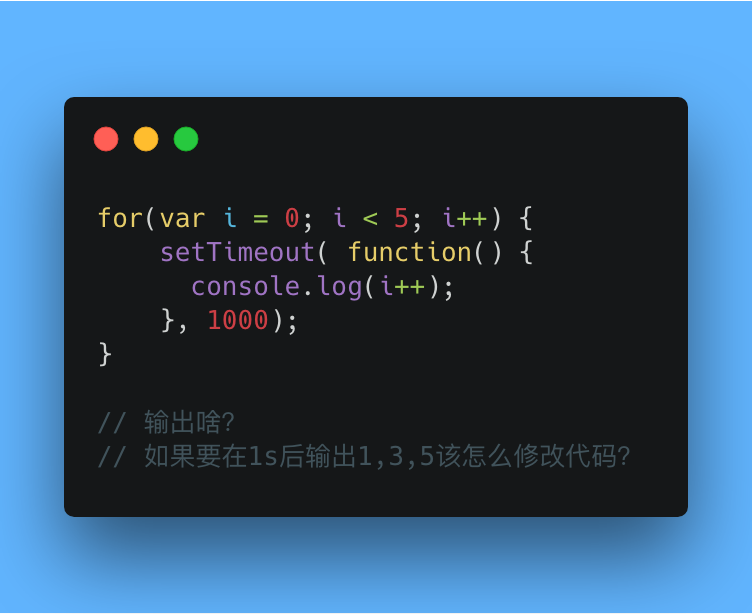 for(var i = 0; i < 5; i++) {
    setTimeout( function() {
      console.log(i++);
    }, 1000);
}
// 输出啥?
// 如果要在1s后输出1,3,5该怎么修改代码?